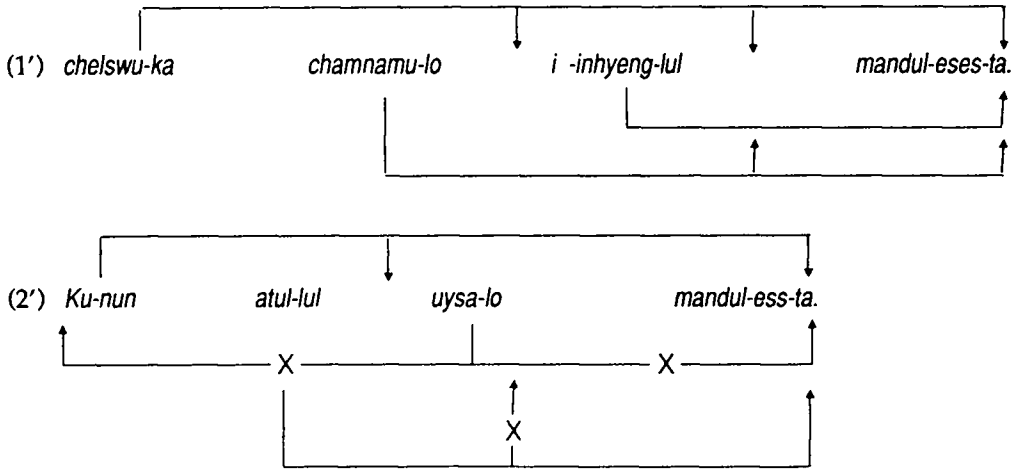 (1′) chelswu-ka chamnamu-lo i -inhyeng-lul mandul-eses-ta.
(2′) Ku-nun atul-lul uysa-lo mandul-ess-ta.
X X
X